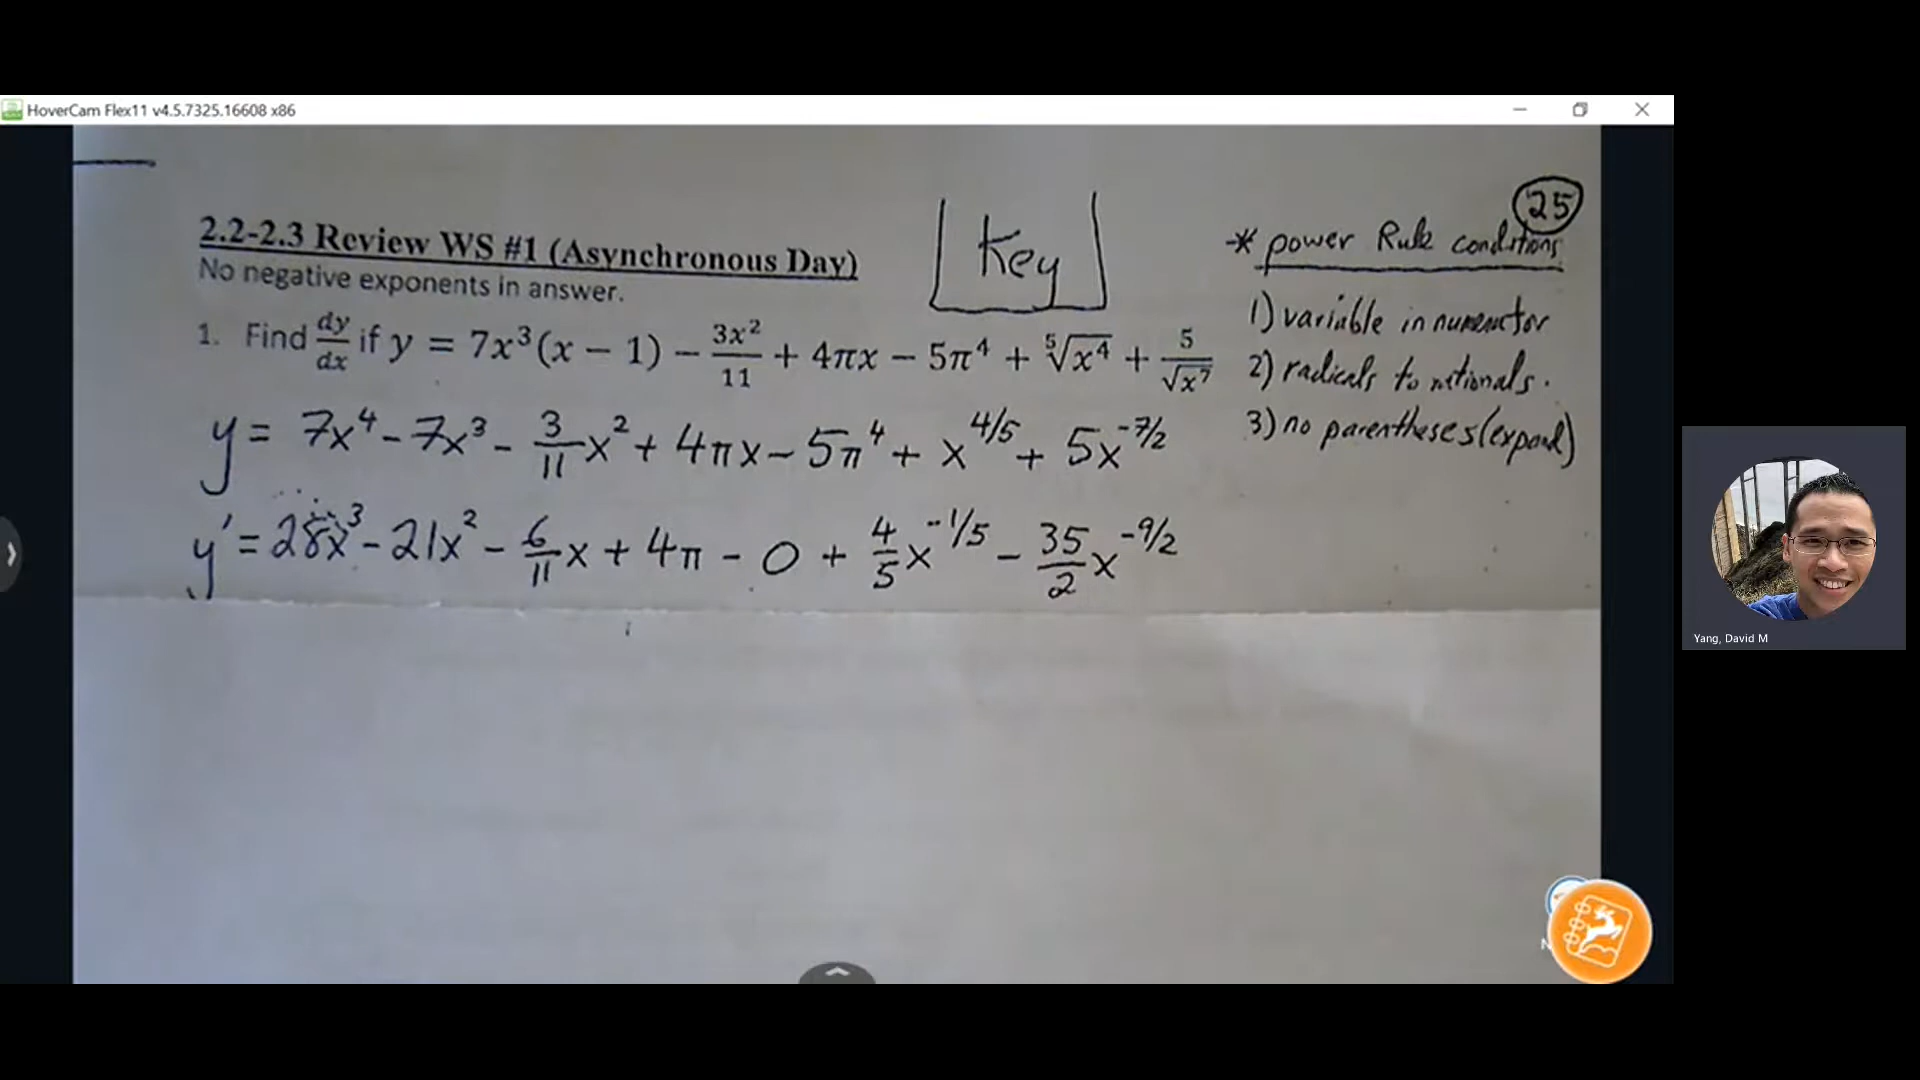 HoverCam Flex11 v4.5.7325.16608 x86
25
2.2-2.3 Review WS #1 (Asynchronous Day)
Key
* power Rule conditions
No negative exponents in answer.
1) variable in numerator
1. Find dy/dx if y = 7x³(x − 1) − 3x²/11 + 4πx − 5π⁴ + ⁵√x⁴ + 5/√x⁷
2) radicals to rationals.
3) no parentheses (expand)
y = 7x⁴ - 7x³ - 3/11 x² + 4πx - 5π⁴ + x^4/5 + 5x^-7/2
y' = 28x³ - 21x² - 6/11 x + 4π - 0 + 4/5 x^-1/5 - 35/2 x^-9/2
Yang, David M